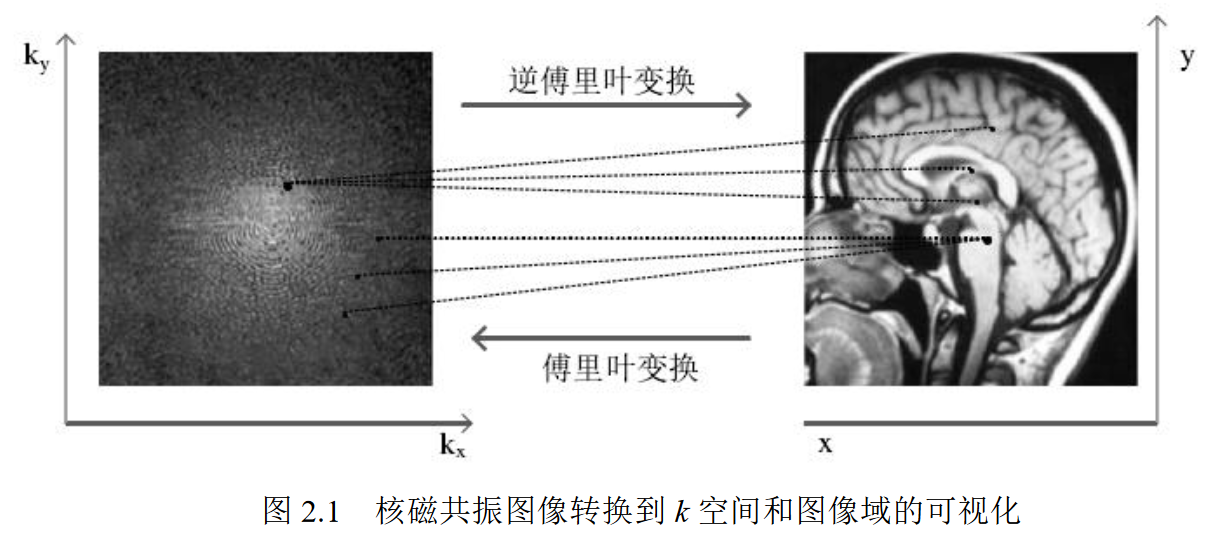 k_y
y
逆傅里叶变换
傅里叶变换
k_x
x
图 2.1 核磁共振图像转换到 k 空间和图像域的可视化